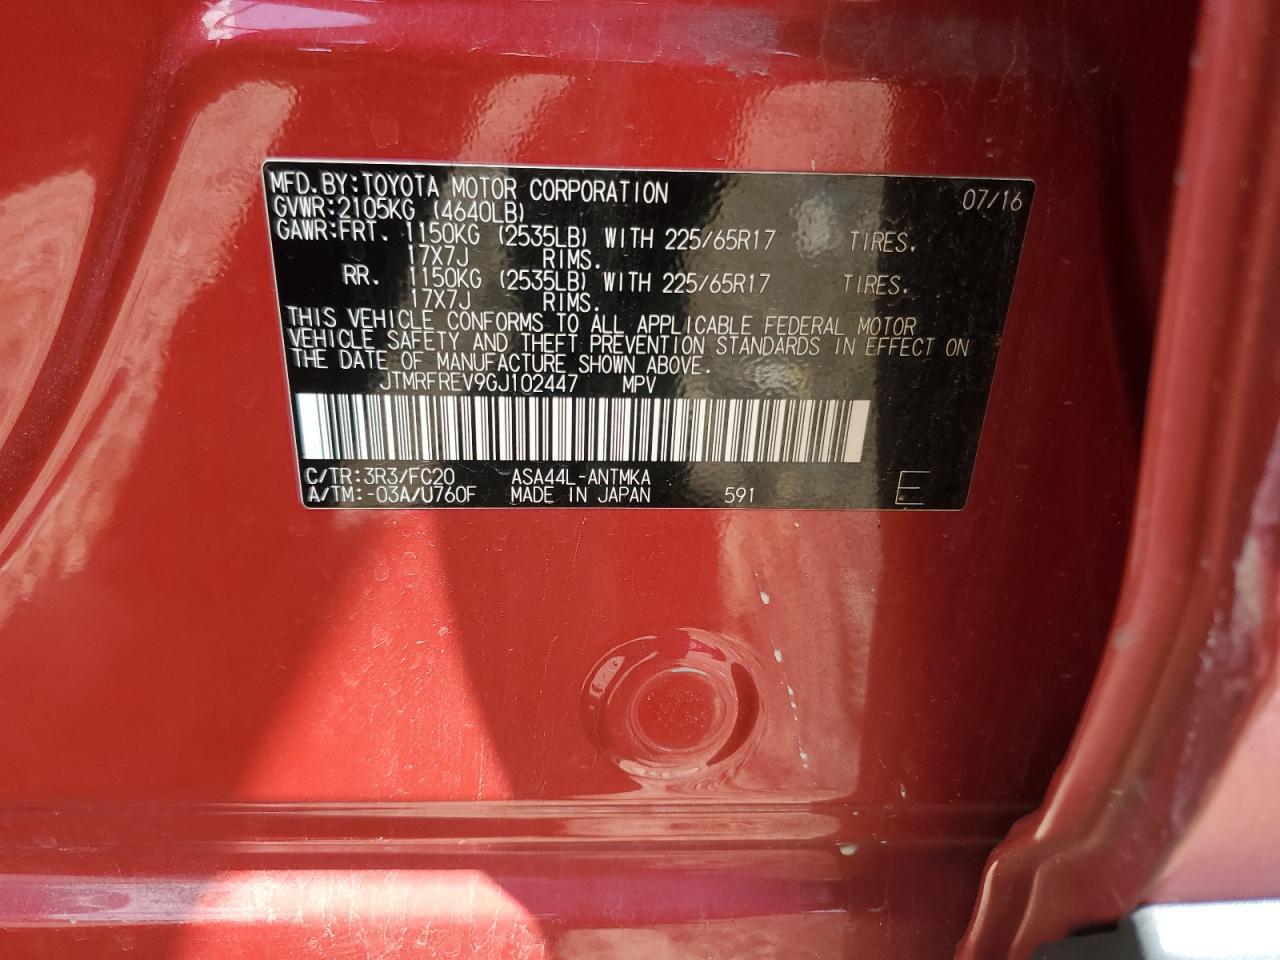 MFD.BY:TOYOTA MOTOR CORPORATION 07/16
GVWR:2105KG (4640LB)
GAWR:FRT. 1150KG (2535LB) WITH 225/65R17 TIRES.
17X7J RIMS.
RR. 1150KG (2535LB) WITH 225/65R17 TIRES.
17X7J RIMS.
THIS VEHICLE CONFORMS TO ALL APPLICABLE FEDERAL MOTOR
VEHICLE SAFETY AND THEFT PREVENTION STANDARDS IN EFFECT ON
THE DATE OF MANUFACTURE SHOWN ABOVE.
JTMRFREV9GJ102447 MPV
C/TR:3R3/FC20 ASA44L-ANTMKA
A/TM:-03A/U760F MADE IN JAPAN 591 E